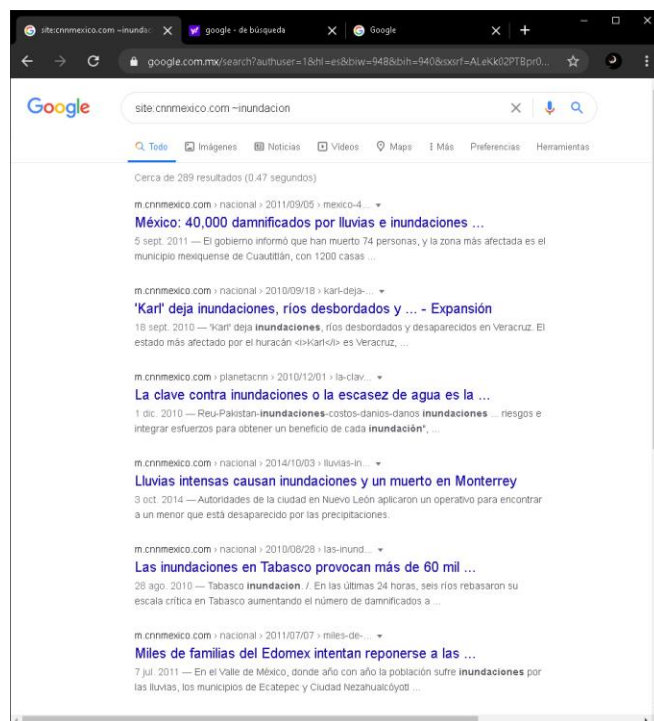 site:cnnmexico.com ~inundac
google - de búsqueda
Google
google.com.mx/search?authuser=1&hl=es&biw=948&bih=940&sxsrf=ALeKk02PTBpr0...
Google
site:cnnmexico.com ~inundacion
Todo Imágenes Noticias Vídeos Maps Más Preferencias Herramientas
Cerca de 289 resultados (0.47 segundos)
m.cnnmexico.com › nacional › 2011/09/05 › mexico-4...
México: 40,000 damnificados por lluvias e inundaciones ...
5 sept. 2011 — El gobierno informó que han muerto 74 personas, y la zona más afectada es el
municipio mexiquense de Cuautitlán, con 1200 casas ...
m.cnnmexico.com › nacional › 2010/09/18 › karl-deja-...
'Karl' deja inundaciones, ríos desbordados y ... - Expansión
18 sept. 2010 — 'Karl' deja inundaciones, ríos desbordados y desaparecidos en Veracruz. El
estado más afectado por el huracán <i>Karl</i> es Veracruz, ...
m.cnnmexico.com › planetacnn › 2010/12/01 › la-clav...
La clave contra inundaciones o la escasez de agua es la ...
1 dic. 2010 — Reu-Pakistan-inundaciones-costos-danios-danos inundaciones ... riesgos e
integrar esfuerzos para obtener un beneficio de cada inundación", ...
m.cnnmexico.com › nacional › 2014/10/03 › lluvias-in...
Lluvias intensas causan inundaciones y un muerto en Monterrey
3 oct. 2014 — Autoridades de la ciudad en Nuevo León aplicaron un operativo para encontrar
a un menor que está desaparecido por las precipitaciones.
m.cnnmexico.com › nacional › 2010/08/28 › las-inund...
Las inundaciones en Tabasco provocan más de 60 mil ...
28 ago. 2010 — Tabasco inundacion. /. En las últimas 24 horas, seis ríos rebasaron su
escala crítica en Tabasco aumentando el número de damnificados a ...
m.cnnmexico.com › nacional › 2011/07/07 › miles-de-...
Miles de familias del Edomex intentan reponerse a las ...
7 jul. 2011 — En el Valle de México, donde año con año la población sufre inundaciones por
las lluvias, los municipios de Ecatepec y Ciudad Nezahualcóyotl ...